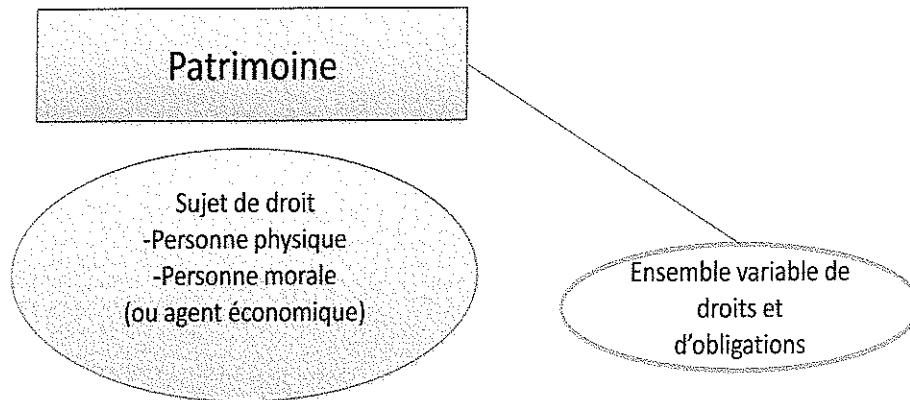 Patrimoine
Sujet de droit
-Personne physique
-Personne morale
(ou agent économique)
Ensemble variable de
droits et
d'obligations